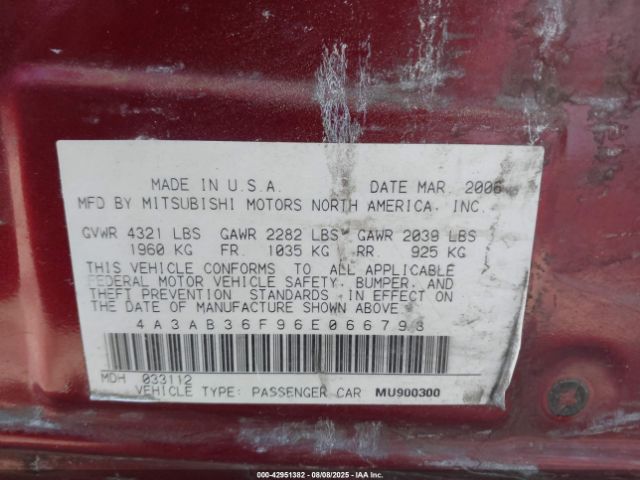 MADE IN U.S.A. DATE MAR. 2006
MFD BY MITSUBISHI MOTORS NORTH AMERICA, INC.
GVWR 4321 LBS GAWR 2282 LBS GAWR 2039 LBS
1960 KG FR. 1035 KG RR. 925 KG
THIS VEHICLE CONFORMS TO ALL APPLICABLE
FEDERAL MOTOR VEHICLE SAFETY, BUMPER, AND
THEFT PREVENTION STANDARDS IN EFFECT ON
THE DATE OF MANUFACTURE SHOWN ABOVE.
4A3AB36F96E066793
MDH 033112
VEHICLE TYPE: PASSENGER CAR MU900300
000-42951382 - 08/08/2025 - IAA Holdings, LLC.